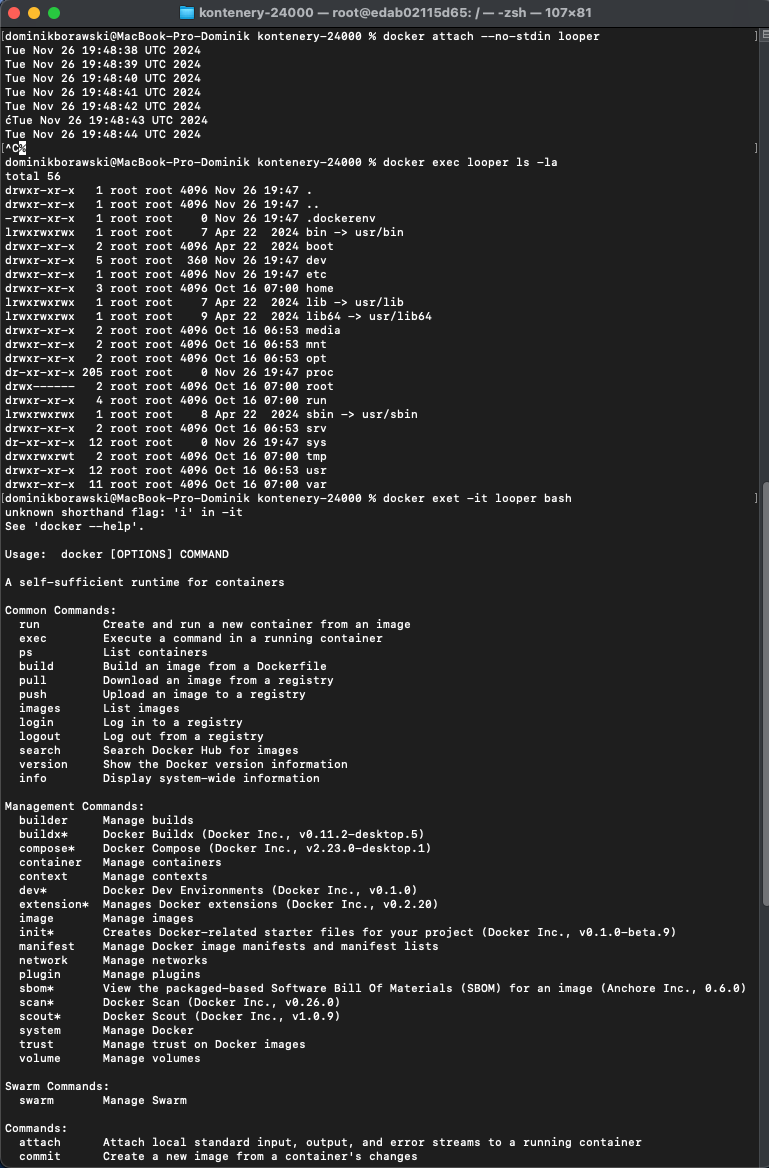 kontenery-24000 — root@edab02115d65: / — -zsh — 107×81
[dominikborawski@MacBook-Pro-Dominik kontenery-24000 % docker attach --no-stdin looper ]
Tue Nov 26 19:48:38 UTC 2024
Tue Nov 26 19:48:39 UTC 2024
Tue Nov 26 19:48:40 UTC 2024
Tue Nov 26 19:48:41 UTC 2024
Tue Nov 26 19:48:42 UTC 2024
ćTue Nov 26 19:48:43 UTC 2024
Tue Nov 26 19:48:44 UTC 2024
[^C% ]
dominikborawski@MacBook-Pro-Dominik kontenery-24000 % docker exec looper ls -la
total 56
drwxr-xr-x   1 root root 4096 Nov 26 19:47 .
drwxr-xr-x   1 root root 4096 Nov 26 19:47 ..
-rwxr-xr-x   1 root root    0 Nov 26 19:47 .dockerenv
lrwxrwxrwx   1 root root    7 Apr 22  2024 bin -> usr/bin
drwxr-xr-x   2 root root 4096 Apr 22  2024 boot
drwxr-xr-x   5 root root  360 Nov 26 19:47 dev
drwxr-xr-x   1 root root 4096 Nov 26 19:47 etc
drwxr-xr-x   3 root root 4096 Oct 16 07:00 home
lrwxrwxrwx   1 root root    7 Apr 22  2024 lib -> usr/lib
lrwxrwxrwx   1 root root    9 Apr 22  2024 lib64 -> usr/lib64
drwxr-xr-x   2 root root 4096 Oct 16 06:53 media
drwxr-xr-x   2 root root 4096 Oct 16 06:53 mnt
drwxr-xr-x   2 root root 4096 Oct 16 06:53 opt
dr-xr-xr-x 205 root root    0 Nov 26 19:47 proc
drwx------   2 root root 4096 Oct 16 07:00 root
drwxr-xr-x   4 root root 4096 Oct 16 07:00 run
lrwxrwxrwx   1 root root    8 Apr 22  2024 sbin -> usr/sbin
drwxr-xr-x   2 root root 4096 Oct 16 06:53 srv
dr-xr-xr-x  12 root root    0 Nov 26 19:47 sys
drwxrwxrwt   2 root root 4096 Oct 16 07:00 tmp
drwxr-xr-x  12 root root 4096 Oct 16 06:53 usr
drwxr-xr-x  11 root root 4096 Oct 16 07:00 var
[dominikborawski@MacBook-Pro-Dominik kontenery-24000 % docker exet -it looper bash ]
unknown shorthand flag: 'i' in -it
See 'docker --help'.
Usage:  docker [OPTIONS] COMMAND
A self-sufficient runtime for containers
Common Commands:
  run         Create and run a new container from an image
  exec        Execute a command in a running container
  ps          List containers
  build       Build an image from a Dockerfile
  pull        Download an image from a registry
  push        Upload an image to a registry
  images      List images
  login       Log in to a registry
  logout      Log out from a registry
  search      Search Docker Hub for images
  version     Show the Docker version information
  info        Display system-wide information
Management Commands:
  builder     Manage builds
  buildx*     Docker Buildx (Docker Inc., v0.11.2-desktop.5)
  compose*    Docker Compose (Docker Inc., v2.23.0-desktop.1)
  container   Manage containers
  context     Manage contexts
  dev*        Docker Dev Environments (Docker Inc., v0.1.0)
  extension*  Manages Docker extensions (Docker Inc., v0.2.20)
  image       Manage images
  init*       Creates Docker-related starter files for your project (Docker Inc., v0.1.0-beta.9)
  manifest    Manage Docker image manifests and manifest lists
  network     Manage networks
  plugin      Manage plugins
  sbom*       View the packaged-based Software Bill Of Materials (SBOM) for an image (Anchore Inc., 0.6.0)
  scan*       Docker Scan (Docker Inc., v0.26.0)
  scout*      Docker Scout (Docker Inc., v1.0.9)
  system      Manage Docker
  trust       Manage trust on Docker images
  volume      Manage volumes
Swarm Commands:
  swarm       Manage Swarm
Commands:
  attach      Attach local standard input, output, and error streams to a running container
  commit      Create a new image from a container's changes